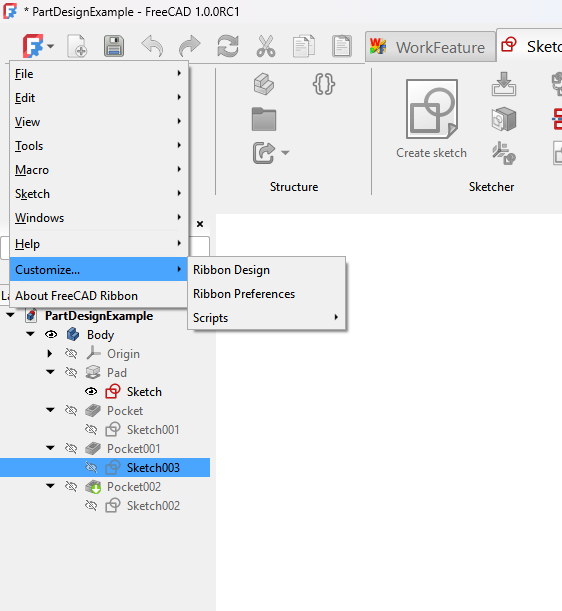 * PartDesignExample - FreeCAD 1.0.0RC1
WorkFeature
File
Edit
View
Tools
Macro
Sketch
Windows
Help
Customize...
About FreeCAD Ribbon
Ribbon Design
Ribbon Preferences
Scripts
Create sketch
Structure
Sketcher
PartDesignExample
Body
Origin
Pad
Sketch
Pocket
Sketch001
Pocket001
Sketch003
Pocket002
Sketch002